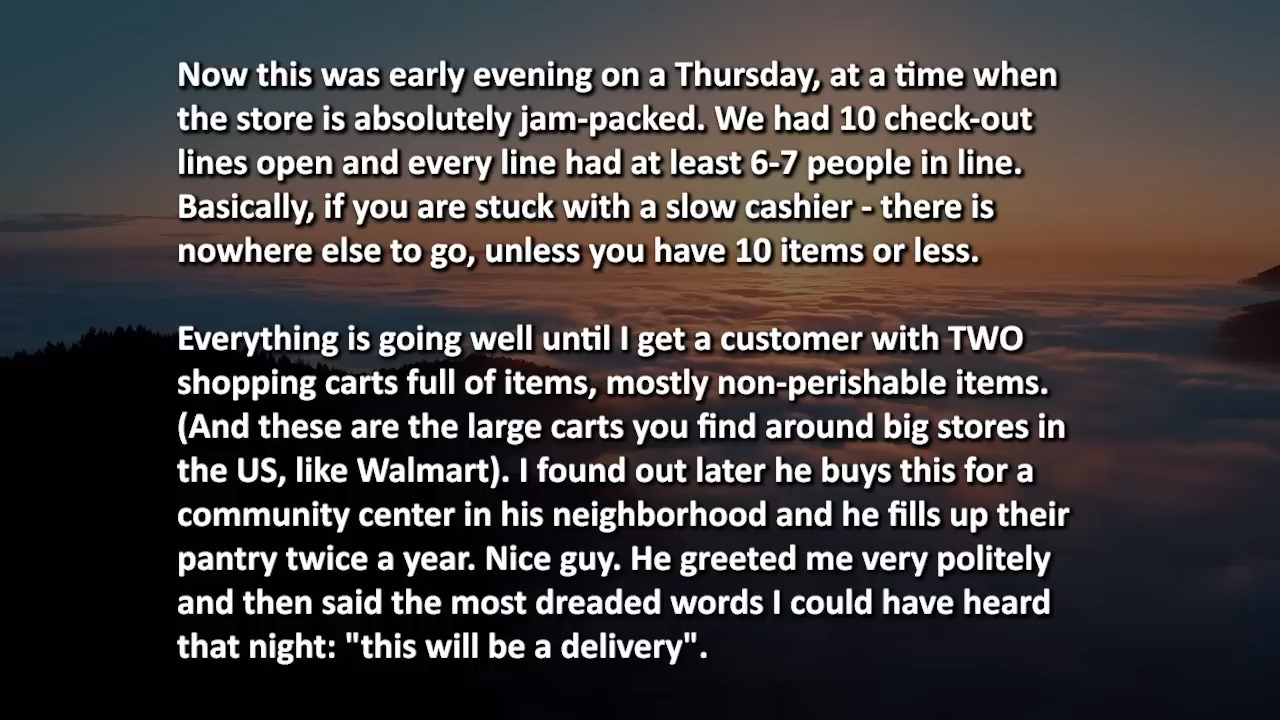 Now this was early evening on a Thursday, at a time when
the store is absolutely jam-packed. We had 10 check-out
lines open and every line had at least 6-7 people in line.
Basically, if you are stuck with a slow cashier - there is
nowhere else to go, unless you have 10 items or less.
Everything is going well until I get a customer with TWO
shopping carts full of items, mostly non-perishable items.
(And these are the large carts you find around big stores in
the US, like Walmart). I found out later he buys this for a
community center in his neighborhood and he fills up their
pantry twice a year. Nice guy. He greeted me very politely
and then said the most dreaded words I could have heard
that night: "this will be a delivery".